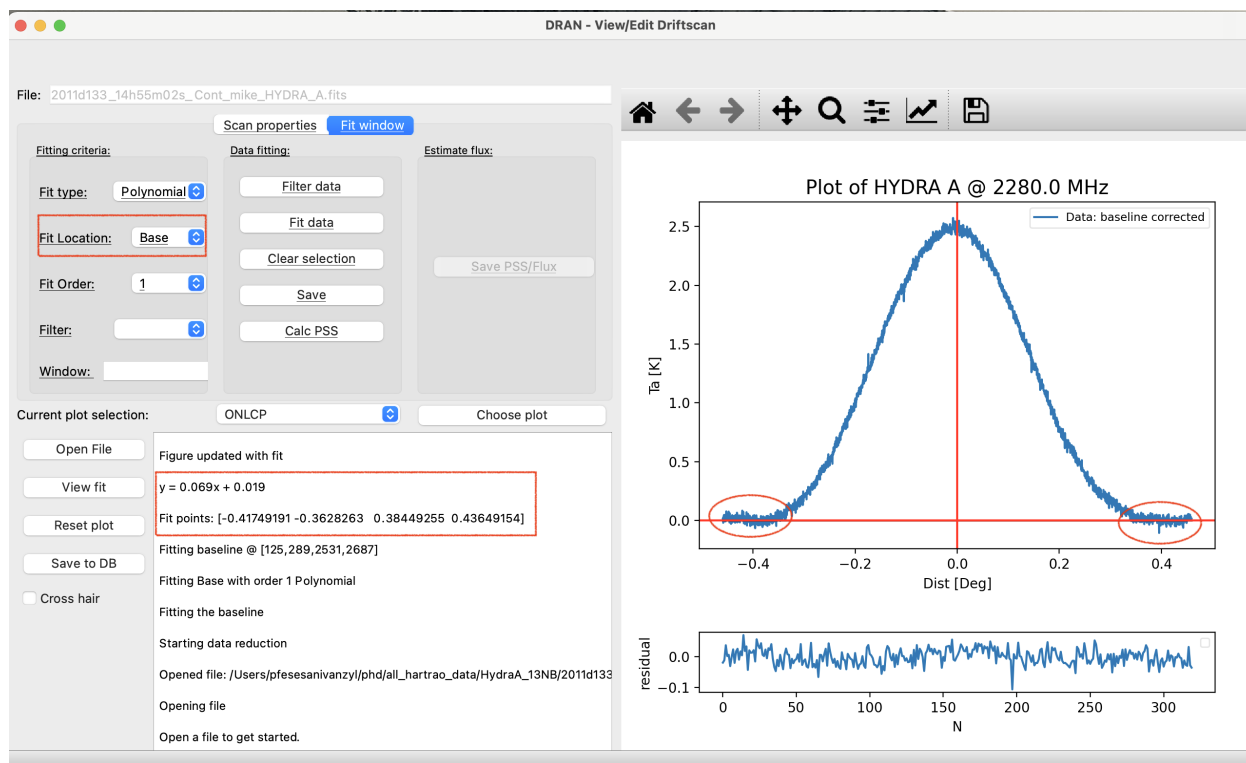 DRAN - View/Edit Driftscan
File: 2011d133_14h55m02s_Cont_mike_HYDRA_A.fits
Scan properties Fit window
Fitting criteria: Data fitting: Estimate flux:
Fit type: Polynomial
Fit Location: Base
Fit Order: 1
Filter:
Window:
Filter data
Fit data
Clear selection
Save
Calc PSS
Save PSS/Flux
Current plot selection: ONLCP Choose plot
Open File
View fit
Reset plot
Save to DB
Cross hair
Figure updated with fit
y = 0.069x + 0.019
Fit points: [-0.41749191 -0.3628263 0.38449255 0.43649154]
Fitting baseline @ [125,289,2531,2687]
Fitting Base with order 1 Polynomial
Fitting the baseline
Starting data reduction
Opened file: /Users/pfesesanivanzyl/phd/all_hartrao_data/HydraA_13NB/2011d133
Opening file
Open a file to get started.
Plot of HYDRA A @ 2280.0 MHz
Data: baseline corrected
Ta [K]
2.5
2.0
1.5
1.0
0.5
0.0
−0.4 −0.2 0.0 0.2 0.4
Dist [Deg]
residual
0.0
−0.1
0 50 100 150 200 250 300
N